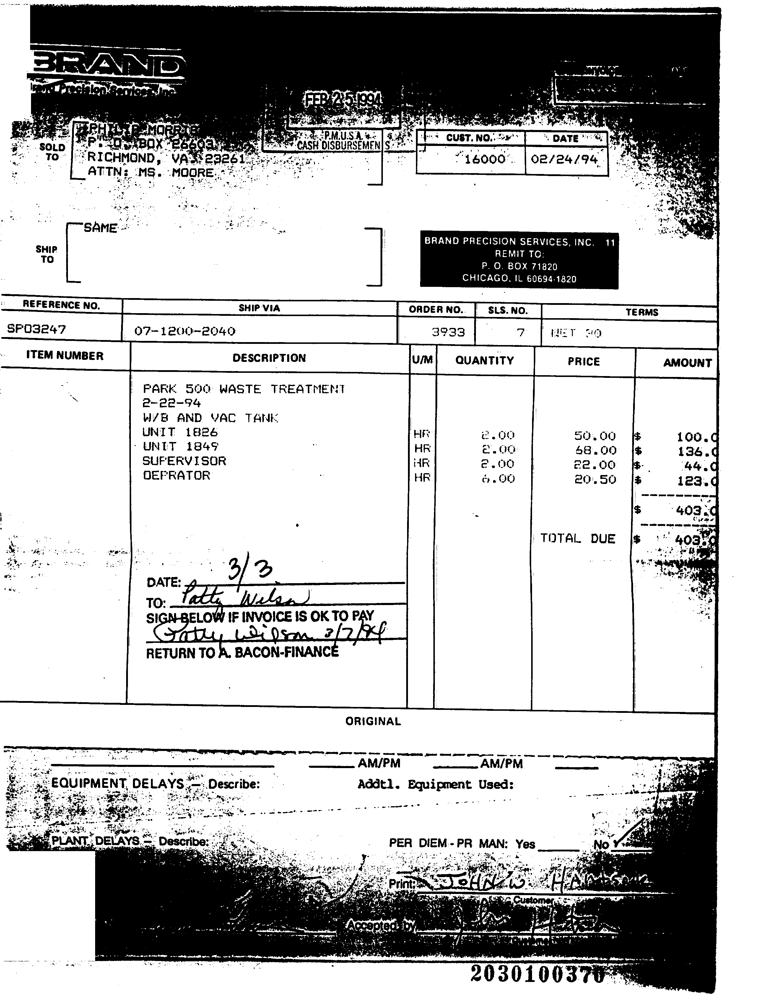 BRAND
Brand Precision Services, Inc.
FEB 25 1994
P.M.U.S.A.
CASH DISBURSEMENTS
SOLD TO
PHILIP MORRIS
P. O. BOX 26603
RICHMOND, VA 23261
ATTN: MS. MOORE
CUST. NO. DATE
16000 02/24/94
SHIP TO
SAME
BRAND PRECISION SERVICES, INC. 11
REMIT TO:
P. O. BOX 71820
CHICAGO, IL 60694-1820
REFERENCE NO. SHIP VIA ORDER NO. SLS. NO. TERMS
SP03247 07-1200-2040 3933 7 NET 30
ITEM NUMBER DESCRIPTION U/M QUANTITY PRICE AMOUNT
PARK 500 WASTE TREATMENT
2-22-94
W/B AND VAC TANK
UNIT 1826 HR 2.00 50.00 $ 100.0
UNIT 1849 HR 2.00 68.00 $ 136.0
SUPERVISOR HR 2.00 22.00 $ 44.0
OEPRATOR HR 6.00 20.50 $ 123.0
$ 403.0
TOTAL DUE $ 403.0
DATE: 3/3
TO: Patty Wilson
SIGN BELOW IF INVOICE IS OK TO PAY
Patty Wilson 3/7/94
RETURN TO A. BACON-FINANCE
ORIGINAL
AM/PM AM/PM
EQUIPMENT DELAYS - Describe: Addtl. Equipment Used:
PLANT DELAYS - Describe: PER DIEM - PR MAN: Yes No
Print: JOHN W
Customer
Accepted by
2030100370